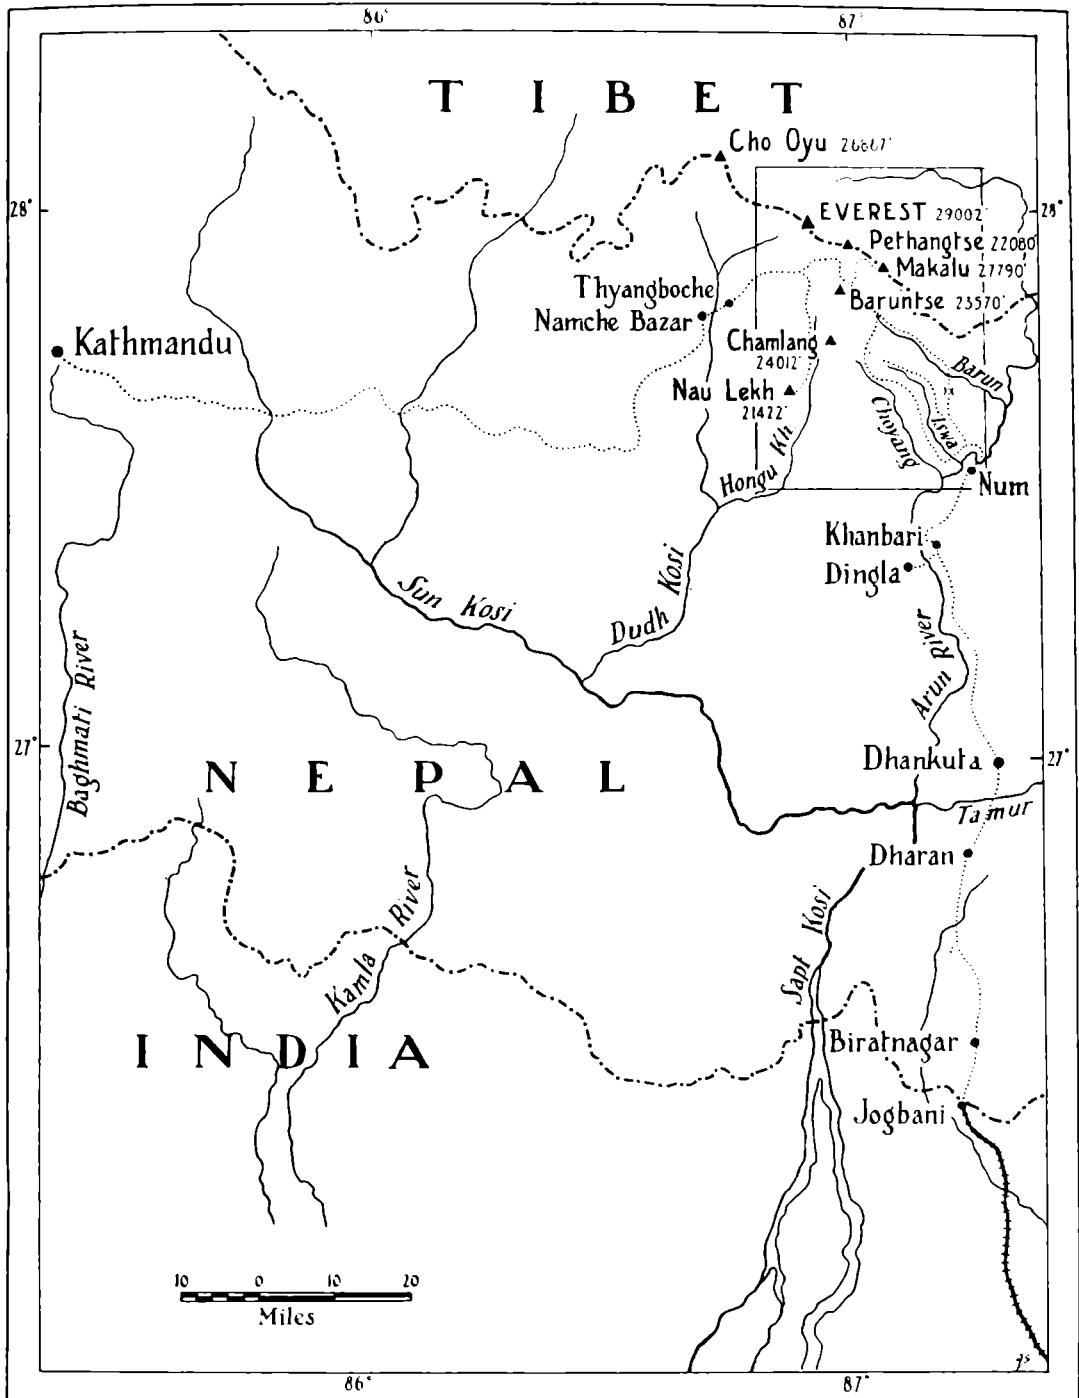 86°
87°
TIBET
Cho Oyu 26867'
28°
28°
EVEREST 29002'
Pethangtse 22080'
Makalu 27790'
Thyangboche
Baruntse 23570'
Namche Bazar
Kathmandu
Chamlang
24012'
Barun
Nau Lekh
21422'
Choyang
Iswa
Hongu Kh
Num
Khanbari
Dingla
Sun Kosi
Dudh Kosi
Arun River
Baghmati River
27°
27°
Dhankuta
NEPAL
Tamur
Dharan
Kamla River
Sapt Kosi
INDIA
Biratnagar
Jogbani
10 0 10 20
Miles
86°
87°